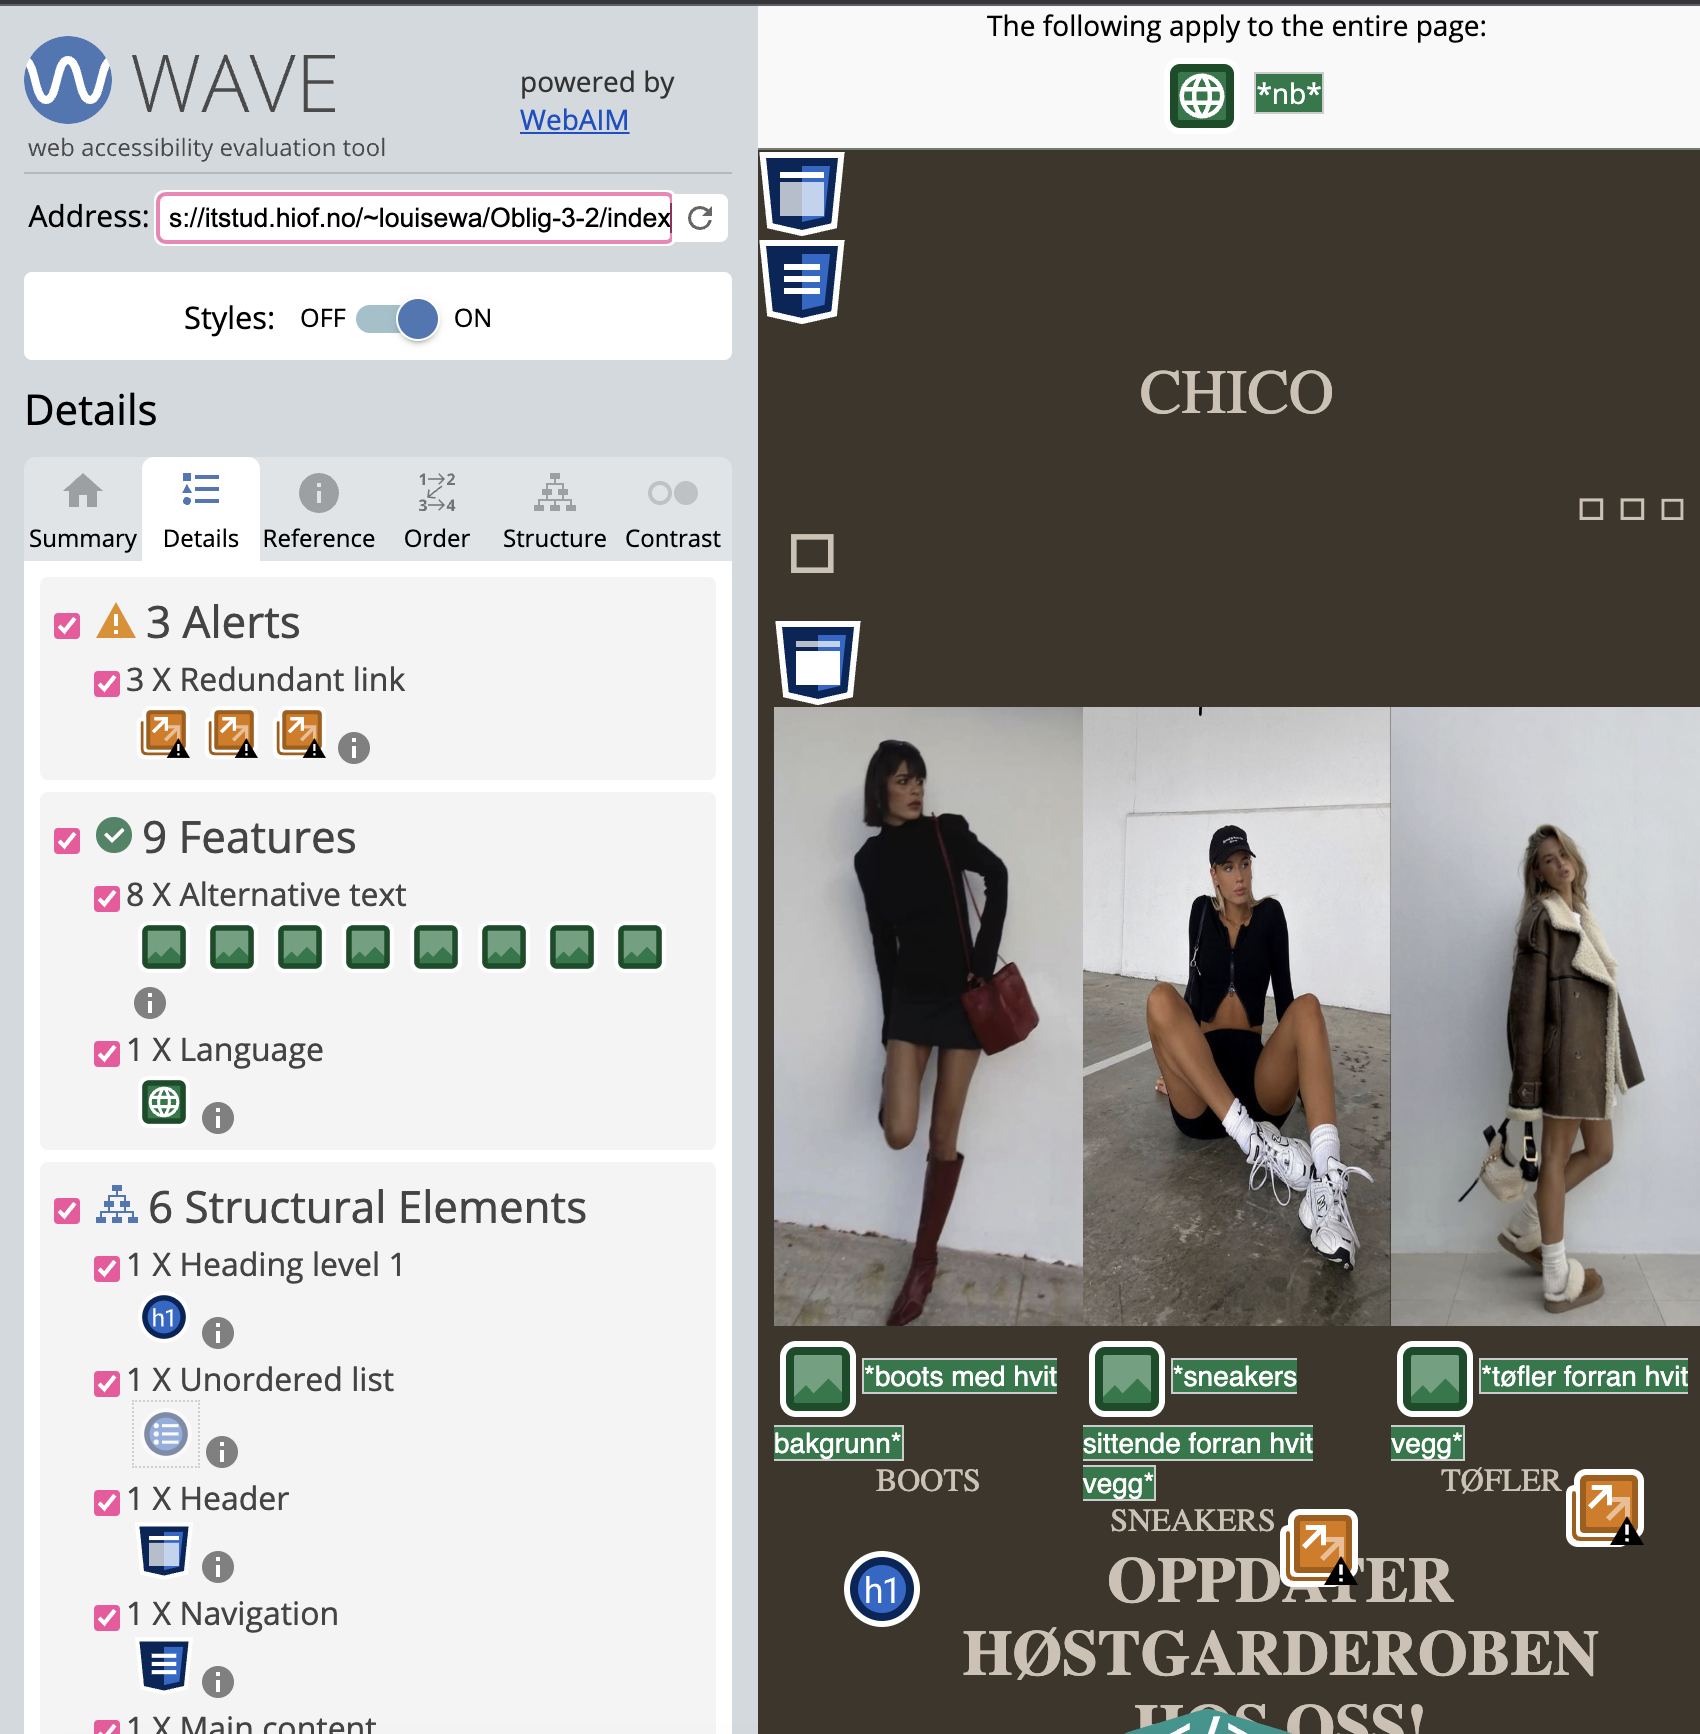 WAVE
powered by
WebAIM
web accessibility evaluation tool
Address: s://itstud.hiof.no/~louisewa/Oblig-3-2/index
Styles: OFF ON
Details
Summary Details Reference Order Structure Contrast
3 Alerts
3 X Redundant link
9 Features
8 X Alternative text
1 X Language
6 Structural Elements
1 X Heading level 1
h1
1 X Unordered list
1 X Header
1 X Navigation
1 X Main content
The following apply to the entire page:
*nb*
CHICO
*boots med hvit
bakgrunn*
BOOTS
*sneakers
sittende forran hvit
vegg*
SNEAKERS
*tøfler forran hvit
vegg*
TØFLER
h1
OPPDATER
HØSTGARDEROBEN
HOS OSS!